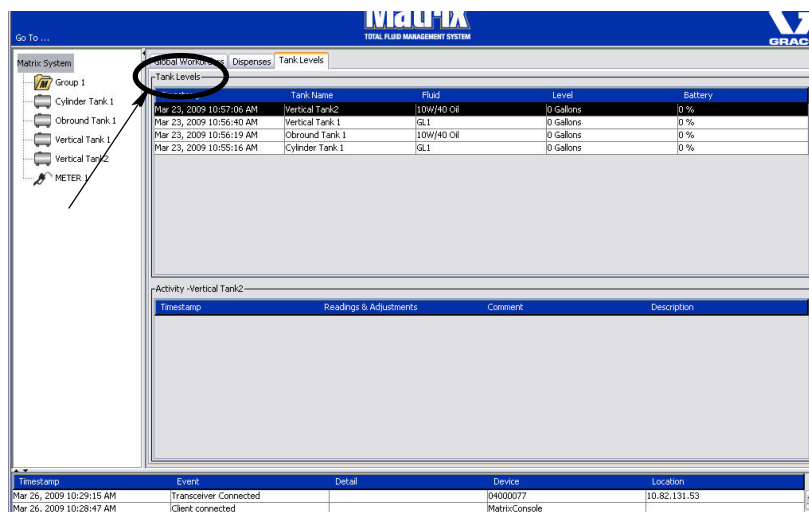 Matrix
TOTAL FLUID MANAGEMENT SYSTEM
GRAC
Go To ...
Matrix System
Group 1
Cylinder Tank 1
Obround Tank 1
Vertical Tank 1
Vertical Tank2
METER 1
Global Workorders Dispenses Tank Levels
Tank Levels
Tank Name Fluid Level Battery
Mar 23, 2009 10:57:06 AM Vertical Tank2 10W/40 Oil 0 Gallons 0 %
Mar 23, 2009 10:56:40 AM Vertical Tank 1 GL1 0 Gallons 0 %
Mar 23, 2009 10:56:19 AM Obround Tank 1 10W/40 Oil 0 Gallons 0 %
Mar 23, 2009 10:55:16 AM Cylinder Tank 1 GL1 0 Gallons 0 %
Activity -Vertical Tank2
Timestamp Readings & Adjustments Comment Description
Timestamp Event Detail Device Location
Mar 26, 2009 10:29:15 AM Transceiver Connected 04000077 10.82.131.53
Mar 26, 2009 10:28:47 AM Client connected MatrixConsole